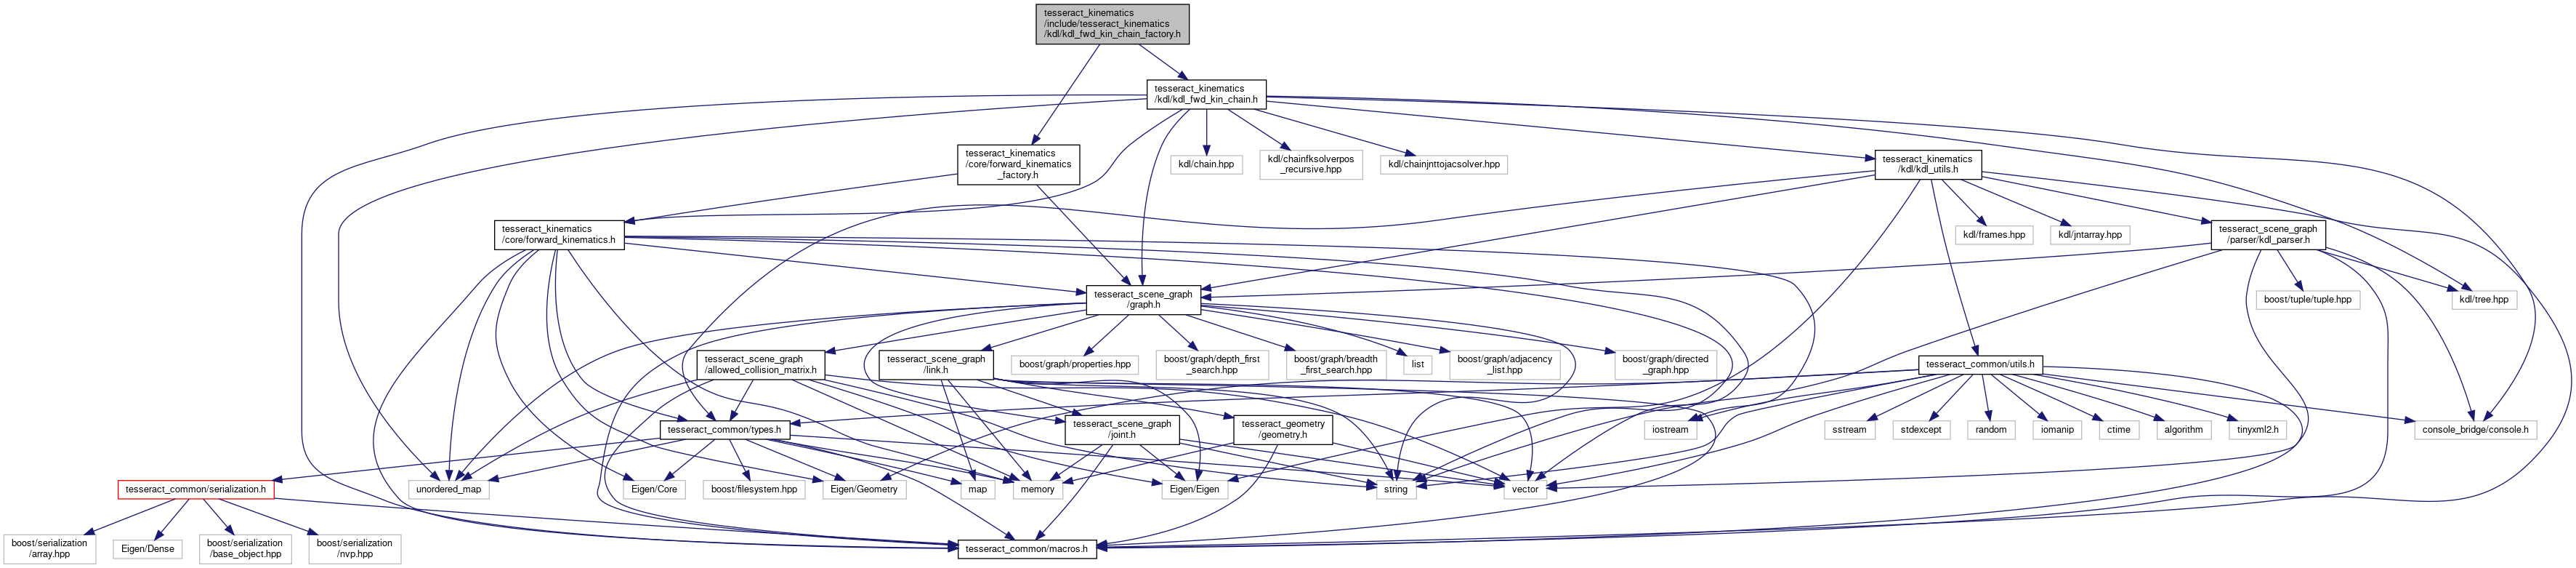 tesseract_kinematics
/include/tesseract_kinematics
/kdl/kdl_fwd_kin_chain_factory.h
tesseract_kinematics
/kdl/kdl_fwd_kin_chain.h
tesseract_kinematics
/core/forward_kinematics
_factory.h
kdl/chain.hpp
kdl/chainfksolverpos
_recursive.hpp
kdl/chainjnttojacsolver.hpp
tesseract_kinematics
/kdl/kdl_utils.h
tesseract_kinematics
/core/forward_kinematics.h
kdl/frames.hpp
kdl/jntarray.hpp
tesseract_scene_graph
/parser/kdl_parser.h
tesseract_scene_graph
/graph.h
boost/tuple/tuple.hpp
kdl/tree.hpp
tesseract_scene_graph
/allowed_collision_matrix.h
tesseract_scene_graph
/link.h
boost/graph/properties.hpp
boost/graph/depth_first
_search.hpp
boost/graph/breadth
_first_search.hpp
list
boost/graph/adjacency
_list.hpp
boost/graph/directed
_graph.hpp
tesseract_common/utils.h
tesseract_common/types.h
tesseract_scene_graph
/joint.h
tesseract_geometry
/geometry.h
iostream
sstream
stdexcept
random
iomanip
ctime
algorithm
tinyxml2.h
console_bridge/console.h
tesseract_common/serialization.h
unordered_map
Eigen/Core
boost/filesystem.hpp
Eigen/Geometry
map
memory
Eigen/Eigen
string
vector
boost/serialization
/array.hpp
Eigen/Dense
boost/serialization
/base_object.hpp
boost/serialization
/nvp.hpp
tesseract_common/macros.h